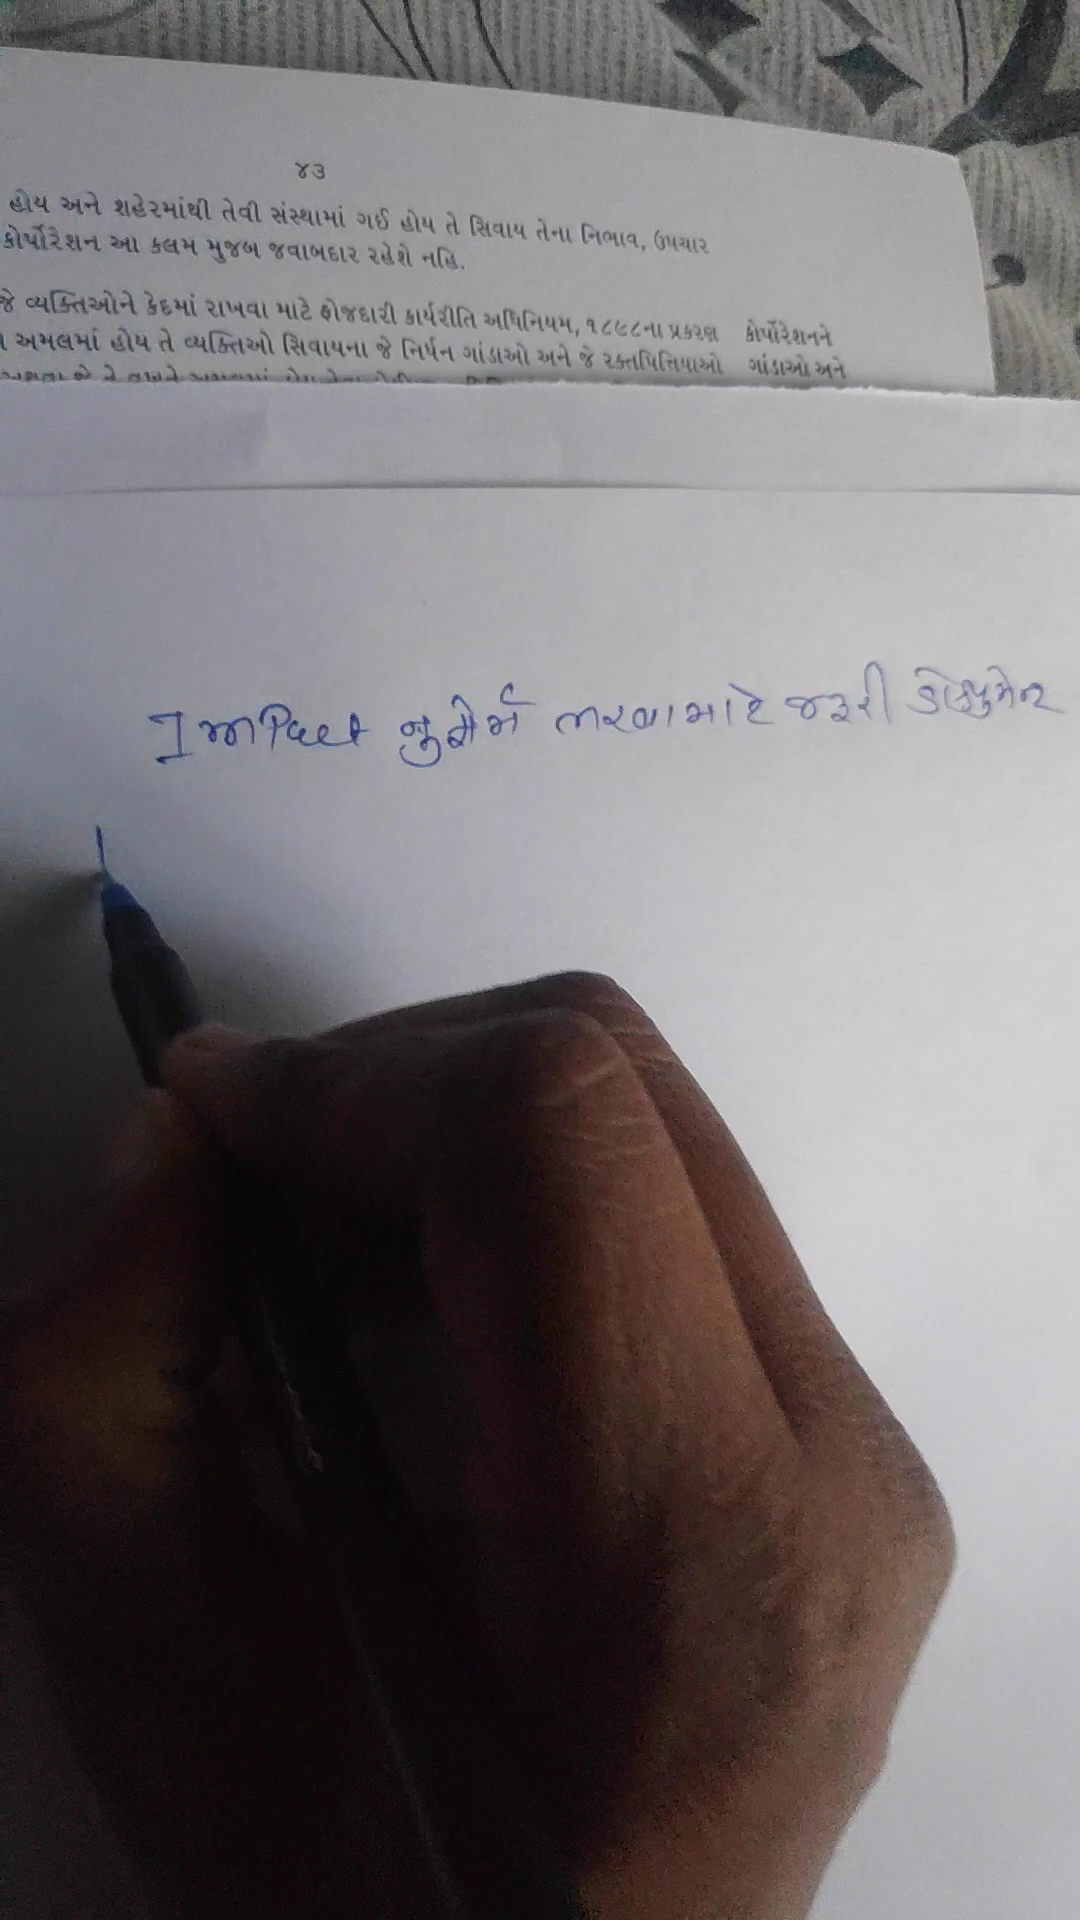 ૪૩
હોય અને શહેરમાંથી તેવી સંસ્થામાં ગઈ હોય તે સિવાય તેના નિભાવ, ઉપચાર
કોર્પોરેશન આ કલમ મુજબ જવાબદાર રહેશે નહિ.
જે વ્યક્તિઓને કેદમાં રાખવા માટે ફોજદારી કાર્યરીતિ અધિનિયમ, ૧૮૯૮ના પ્રકરણ કોર્પોરેશનને
અમલમાં હોય તે વ્યક્તિઓ સિવાયના જે નિર્ધન ગાંડાઓ અને જે રક્તપિત્તિયાઓ ગાંડાઓ અને
Impact નુ ફોર્મ ભરવા માટે જરૂરી ડોક્યુમેન્ટ